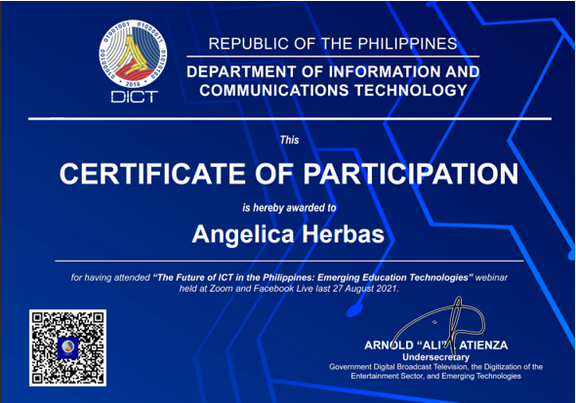 REPUBLIC OF THE PHILIPPINES
DEPARTMENT OF INFORMATION AND
COMMUNICATIONS TECHNOLOGY
2016
DICT
This
CERTIFICATE OF PARTICIPATION
is hereby awarded to
Angelica Herbas
for having attended “The Future of ICT in the Philippines: Emerging Education Technologies” webinar
held at Zoom and Facebook Live last 27 August 2021.
ARNOLD “ALI” ATIENZA
Undersecretary
Government Digital Broadcast Television, the Digitization of the
Entertainment Sector, and Emerging Technologies